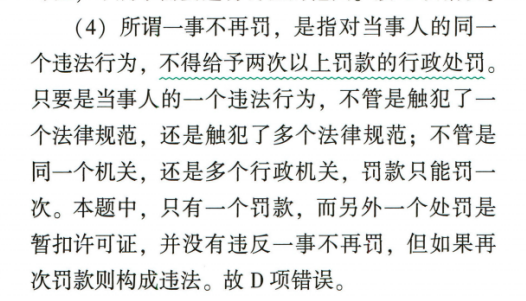 （4）所谓一事不再罚，是指对当事人的同一
个违法行为，不得给予两次以上罚款的行政处罚。
只要是当事人的一个违法行为，不管是触犯了一
个法律规范，还是触犯了多个法律规范；不管是
同一个机关，还是多个行政机关，罚款只能罚一
次。本题中，只有一个罚款，而另外一个处罚是
暂扣许可证，并没有违反一事不再罚，但如果再
次罚款则构成违法。故 D 项错误。